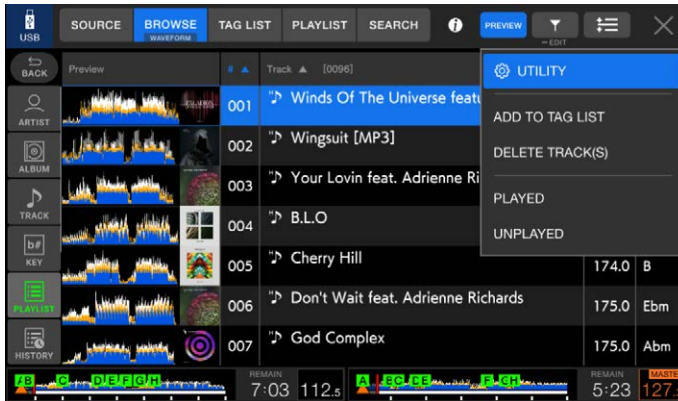 USB
SOURCE
BROWSE
WAVEFORM
TAG LIST
PLAYLIST
SEARCH
i
PREVIEW
EDIT
BACK
Preview
# ▲
Track ▲ [0096]
UTILITY
ADD TO TAG LIST
DELETE TRACK(S)
PLAYED
UNPLAYED
ARTIST
ALBUM
TRACK
b#
KEY
PLAYLIST
HISTORY
001 Winds Of The Universe featu
002 Wingsuit [MP3]
003 Your Lovin feat. Adrienne Ri
004 B.L.O
005 Cherry Hill 174.0 B
006 Don't Wait feat. Adrienne Richards 175.0 Ebm
007 God Complex 175.0 Abm
A B C D E F G H
REMAIN
7:03 112.5
A B C D E F G H
REMAIN
5:23
MASTE
127.